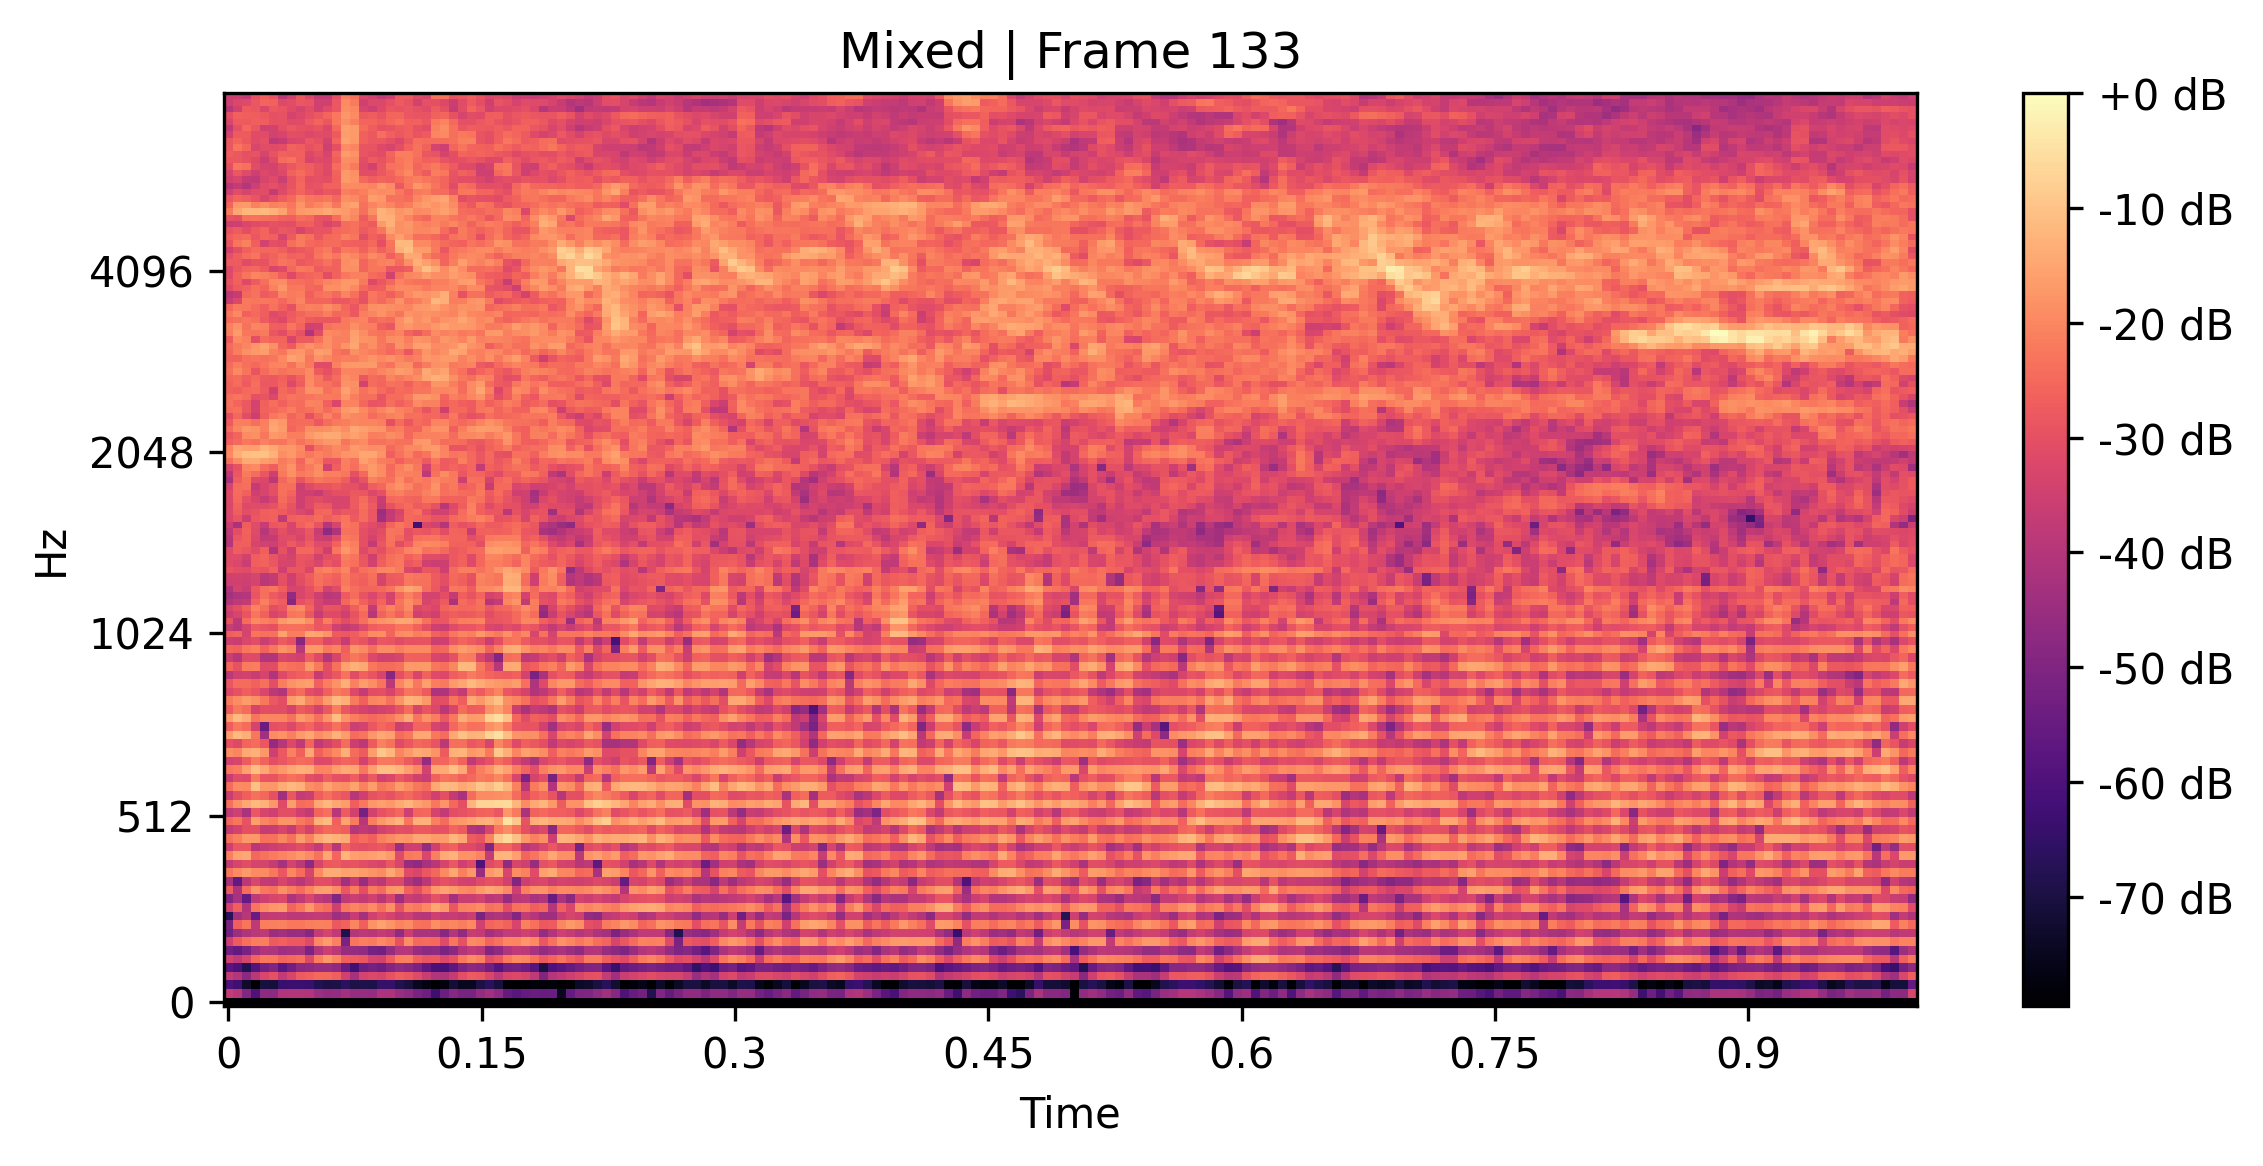 Mixed | Frame 133
Hz
4096
2048
1024
512
0
0 0.15 0.3 0.45 0.6 0.75 0.9
Time
+0 dB
-10 dB
-20 dB
-30 dB
-40 dB
-50 dB
-60 dB
-70 dB